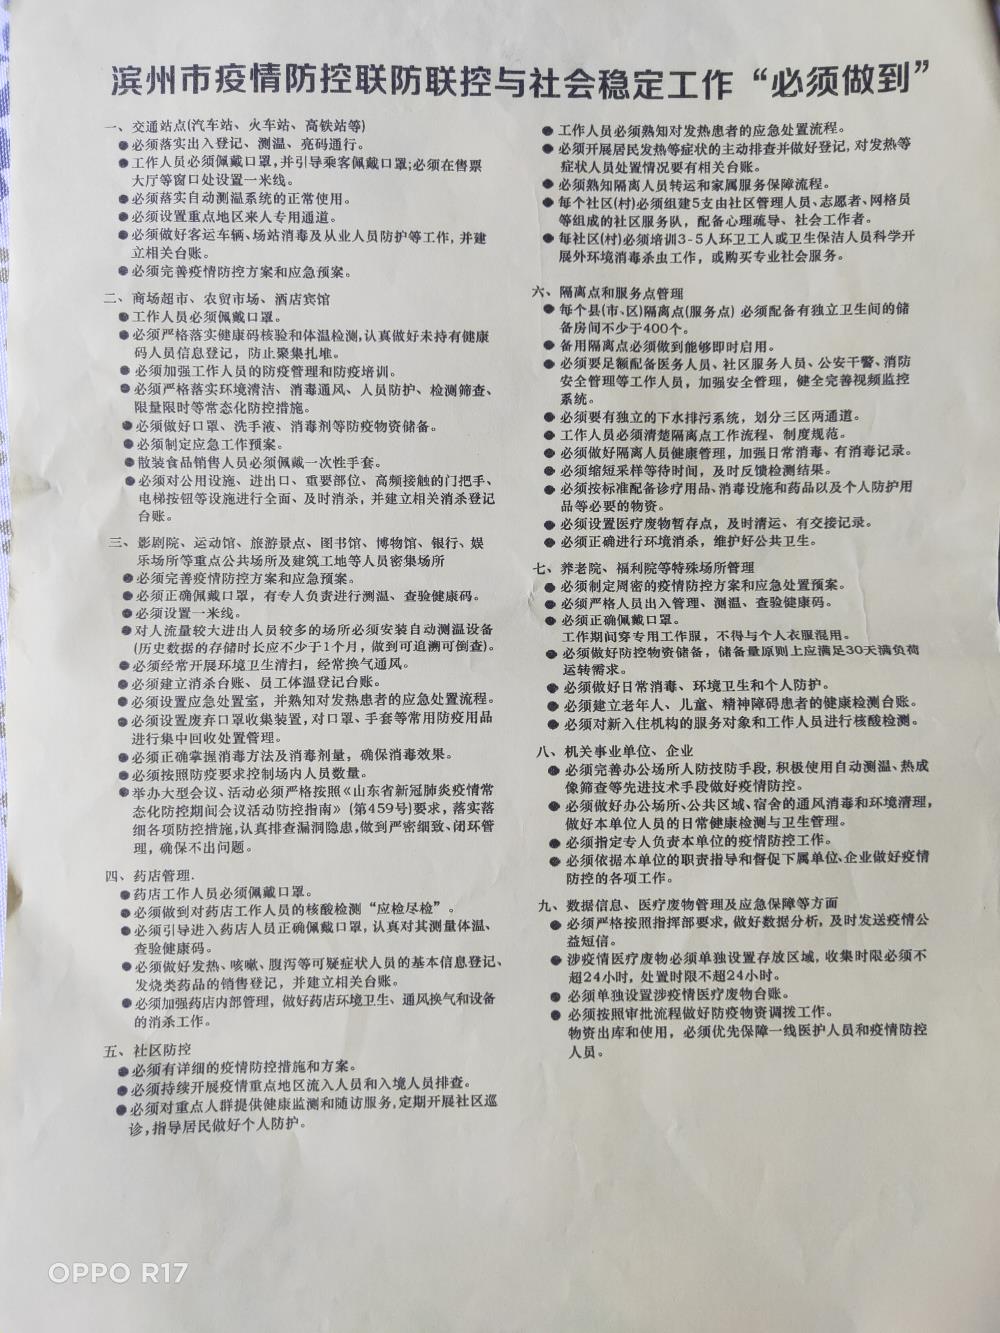 滨州市疫情防控联防联控与社会稳定工作“必须做到”
一、交通站点(汽车站、火车站、高铁站等)
●必须落实出入登记、测温、亮码通行。
●工作人员必须佩戴口罩,并引导乘客佩戴口罩;必须在售票
大厅等窗口处设置一米线。
●必须落实自动测温系统的正常使用。
●必须设置重点地区来人专用通道。
●必须做好客运车辆、场站消毒及从业人员防护等工作,并建
立相关台账。
●必须完善疫情防控方案和应急预案。
二、商场超市、农贸市场、酒店宾馆
●工作人员必须佩戴口罩。
●必须严格落实健康码核验和体温检测,认真做好未持有健康
码人员信息登记，防止聚集扎堆。
●必须加强工作人员的防疫管理和防疫培训。
●必须严格落实环境清洁、消毒通风、人员防护、检测筛查、
限量限时等常态化防控措施。
●必须做好口罩、洗手液、消毒剂等防疫物资储备。
●必须制定应急工作预案。
●散装食品销售人员必须佩戴一次性手套。
●必须对公用设施、进出口、重要部位、高频接触的门把手、
电梯按钮等设施进行全面、及时消杀，并建立相关消杀登记
台账。
三、影剧院、运动馆、旅游景点、图书馆、博物馆、银行、娱
乐场所等重点公共场所及建筑工地等人员密集场所
●必须完善疫情防控方案和应急预案。
●必须正确佩戴口罩，有专人负责进行测温、查验健康码。
●必须设置一米线。
●对人流量较大进出人员较多的场所必须安装自动测温设备
(历史数据的存储时长应不少于1个月，做到可追溯可倒查)。
●必须经常开展环境卫生清扫，经常换气通风。
●必须建立消杀台账、员工体温登记台账。
●必须设置应急处置室，并熟知对发热患者的应急处置流程。
●必须设置废弃口罩收集装置,对口罩、手套等常用防疫用品
进行集中回收处置管理。
●必须正确掌握消毒方法及消毒剂量，确保消毒效果。
●必须按照防疫要求控制场内人员数量。
●举办大型会议、活动必须严格按照《山东省新冠肺炎疫情常
态化防控期间会议活动防控指南》(第459号)要求，落实落
细各项防控措施,认真排查漏洞隐患,做到严密细致、闭环管
理，确保不出问题。
四、药店管理.
●药店工作人员必须佩戴口罩。
●必须做到对药店工作人员的核酸检测“应检尽检”。
●必须引导进入药店人员正确佩戴口罩,认真对其测量体温、
查验健康码。
●必须做好发热、咳嗽、腹泻等可疑症状人员的基本信息登记、
发烧类药品的销售登记，并建立相关台账。
●必须加强药店内部管理，做好药店环境卫生、通风换气和设备
的消杀工作。
五、社区防控
●必须有详细的疫情防控措施和方案。
●必须持续开展疫情重点地区流入人员和入境人员排查。
●必须对重点人群提供健康监测和随访服务,定期开展社区巡
诊,指导居民做好个人防护。
●工作人员必须熟知对发热患者的应急处置流程。
●必须开展居民发热等症状的主动排查并做好登记,对发热等
症状人员处置情况要有相关台账。
●必须熟知隔离人员转运和家属服务保障流程。
●每个社区(村)必须组建5支由社区管理人员、志愿者、网格员
等组成的社区服务队，配备心理疏导、社会工作者。
●每社区(村)必须培训3-5人环卫工人或卫生保洁人员科学开
展外环境消毒杀虫工作，或购买专业社会服务。
六、隔离点和服务点管理
●每个县(市、区)隔离点(服务点) 必须配备有独立卫生间的储
备房间不少于400个。
●备用隔离点必须做到能够即时启用。
●必须要足额配备医务人员、社区服务人员、公安干警、消防
安全管理等工作人员，加强安全管理，健全完善视频监控
系统。
●必须要有独立的下水排污系统，划分三区两通道。
●工作人员必须清楚隔离点工作流程、制度规范。
●必须做好隔离人员健康管理，加强日常消毒、有消毒记录。
●必须缩短采样等待时间，及时反馈检测结果。
●必须按标准配备诊疗用品、消毒设施和药品以及个人防护用
品等必要的物资。
●必须设置医疗废物暂存点，及时清运、有交接记录。
●必须正确进行环境消杀，维护好公共卫生。
七、养老院、福利院等特殊场所管理
●必须制定周密的疫情防控方案和应急处置预案。
●必须严格人员出入管理、测温、查验健康码。
●必须正确佩戴口罩。
工作期间穿专用工作服，不得与个人衣服混用。
●必须做好防控物资储备，储备量原则上应满足30天满负荷
运转需求。
●必须做好日常消毒、环境卫生和个人防护。
●必须建立老年人、儿童、精神障碍患者的健康检测台账。
●必须对新入住机构的服务对象和工作人员进行核酸检测。
八、机关事业单位、企业
●必须完善办公场所人防技防手段,积极使用自动测温、热成
像筛查等先进技术手段做好疫情防控。
●必须做好办公场所、公共区域、宿舍的通风消毒和环境清理,
做好本单位人员的日常健康检测与卫生管理。
●必须指定专人负责本单位的疫情防控工作。
●必须依据本单位的职责指导和督促下属单位、企业做好疫情
防控的各项工作。
九、数据信息、医疗废物管理及应急保障等方面
●必须严格按照指挥部要求，做好数据分析，及时发送疫情公
益短信。
●涉疫情医疗废物必须单独设置存放区域，收集时限必须不
超24小时，处置时限不超24小时。
●必须单独设置涉疫情医疗废物台账。
●必须按照审批流程做好防疫物资调拨工作。
物资出库和使用，必须优先保障一线医护人员和疫情防控
人员。
OPPO R17